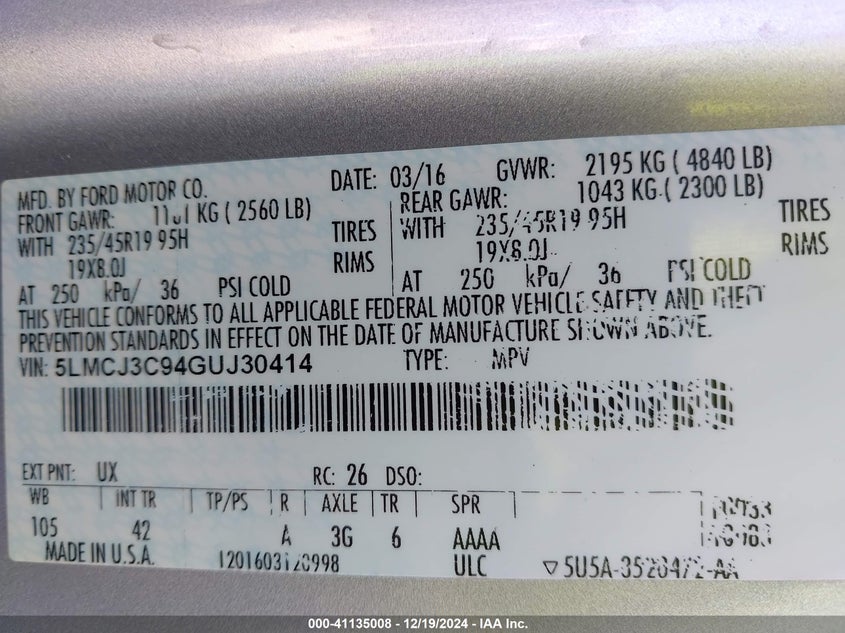 MFD. BY FORD MOTOR CO. DATE: 03/16 GVWR: 2195 KG ( 4840 LB)
FRONT GAWR: KG ( 2560 LB) REAR GAWR: 1043 KG ( 2300 LB)
WITH 235/45R19 95H TIRES WITH 235/45R19 95H TIRES
19X8.0J RIMS 19X8.0J RIMS
AT 250 kPa/ 36 PSI COLD AT 250 kPa/ 36 PSI COLD
THIS VEHICLE CONFORMS TO ALL APPLICABLE FEDERAL MOTOR VEHICLE SAFETY AND THEFT
PREVENTION STANDARDS IN EFFECT ON THE DATE OF MANUFACTURE SHOWN ABOVE.
VIN: 5LMCJ3C94GUJ30414 TYPE: MPV
EXT PNT: UX RC: 26 DSO:
WB INT TR TP/PS R AXLE TR SPR
105 42 A 3G 6 AAAA
MADE IN U.S.A. ULC
000-41135008 - 12/19/2024 - IAA Inc.